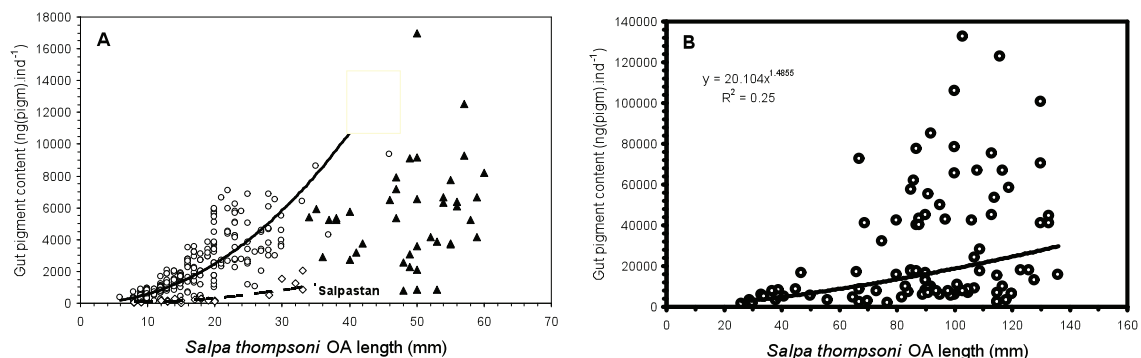 A
Gut pigment content (ng(pigm).ind-1)
18000
16000
14000
12000
10000
8000
6000
4000
2000
0
0 10 20 30 40 50 60 70
Salpastan
Salpa thompsoni OA length (mm)
B
y = 20.104x1.4855
R2 = 0.25
Gut pigment content (ng(pigm).ind-1)
140000
120000
100000
80000
60000
40000
20000
0
0 20 40 60 80 100 120 140 160
Salpa thompsoni OA length (mm)